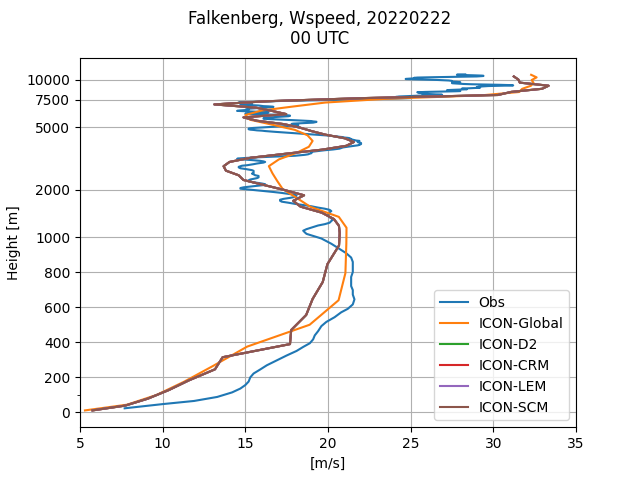 Falkenberg, Wspeed, 20220222
00 UTC
10000
7500
5000
2000
1000
800
600
400
200
0
Height [m]
5 10 15 20 25 30 35
[m/s]
Obs
ICON-Global
ICON-D2
ICON-CRM
ICON-LEM
ICON-SCM